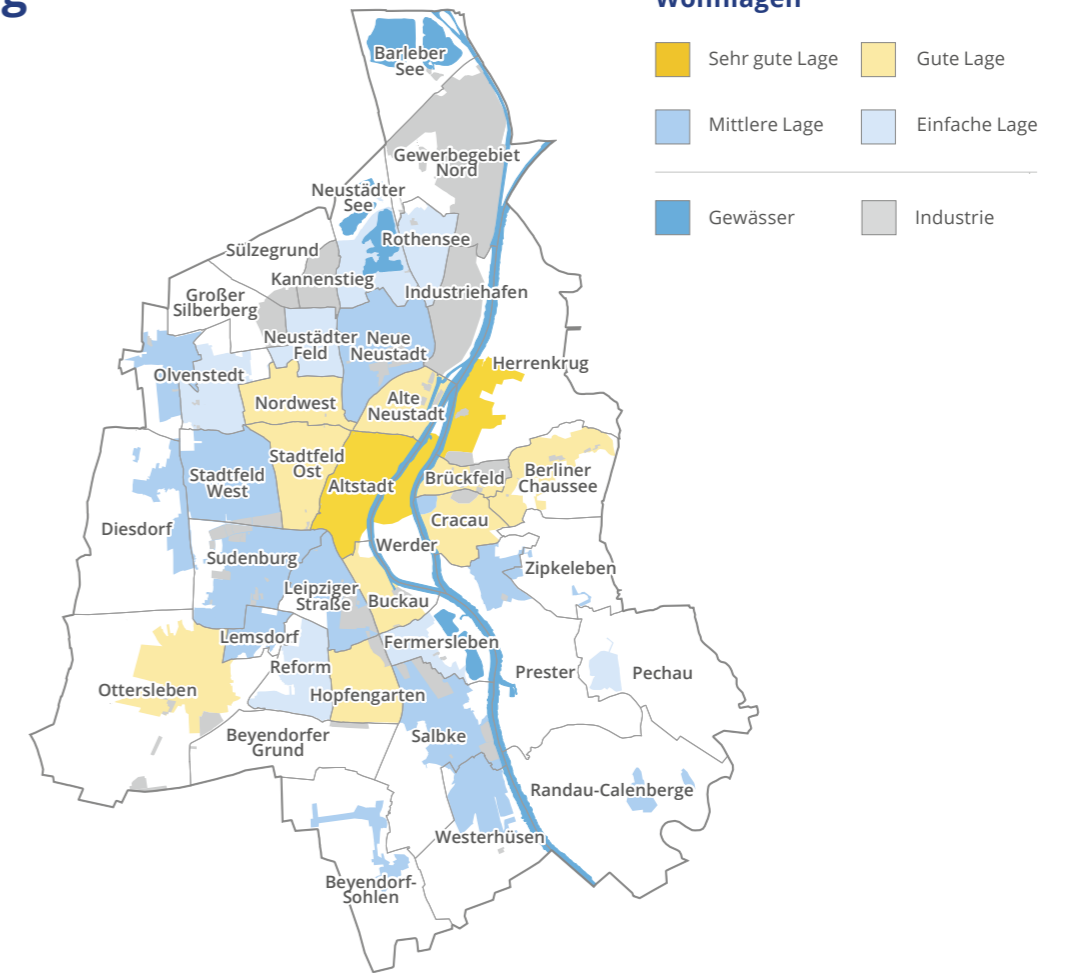 g
Wohnlagen
Sehr gute Lage
Gute Lage
Mittlere Lage
Einfache Lage
Gewässer
Industrie
Barleber
See
Gewerbegebiet
Nord
Neustädter
See
Rothensee
Sülzegrund
Kannenstieg
Industriehafen
Großer
Silberberg
Neustädter
Feld
Neue
Neustadt
Herrenkrug
Olvenstedt
Nordwest
Alte
Neustadt
Stadtfeld
Ost
Stadtfeld
West
Altstadt
Brückfeld
Berliner
Chaussee
Diesdorf
Cracau
Werder
Sudenburg
Zipkeleben
Leipziger
Straße
Buckau
Lemsdorf
Fermersleben
Reform
Prester
Pechau
Ottersleben
Hopfengarten
Beyendorfer
Grund
Salbke
Randau-Calenberge
Westerhüsen
Beyendorf-
Sohlen